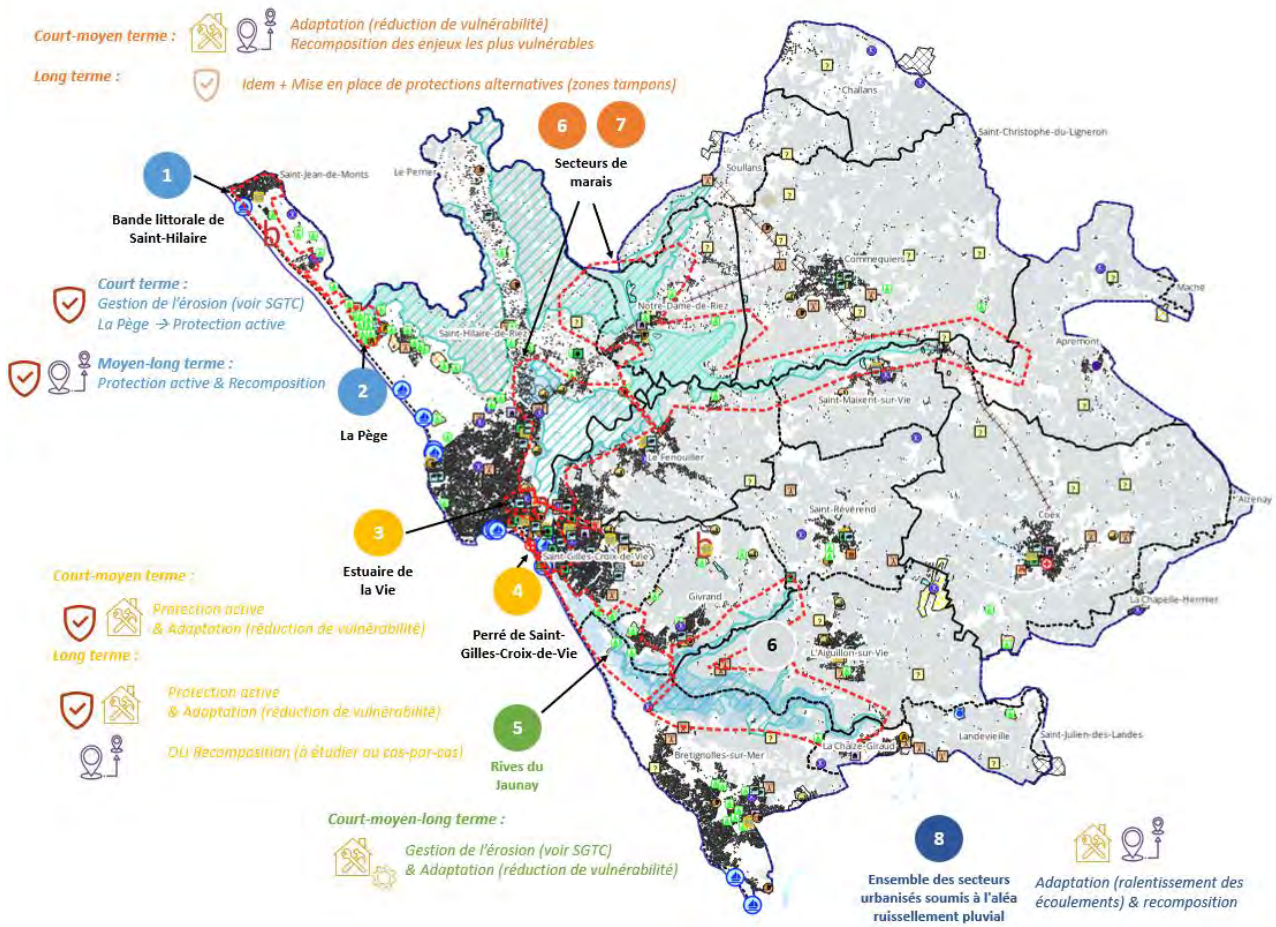 Court-moyen terme :
Adaptation (réduction de vulnérabilité)
Recomposition des enjeux les plus vulnérables
Long terme :
Idem + Mise en place de protections alternatives (zones tampons)
6
7
Secteurs de
marais
1
Bande littorale de
Saint-Hilaire
Saint-Jean-de-Monts
Le Perrier
Challans
Saint-Christophe-du-Ligneron
Soullans
Commequiers
Maché
Notre-Dame-de-Riez
Saint-Hilaire-de-Riez
Apremont
Saint-Maixent-sur-Vie
Le Fenouiller
Court terme :
Gestion de l'érosion (voir SGTC)
La Pège → Protection active
Moyen-long terme :
Protection active & Recomposition
2
La Pège
Aizenay
Coëx
Saint-Révérend
3
Estuaire de
la Vie
Saint-Gilles-Croix-de-Vie
4
Perré de Saint-
Gilles-Croix-de-Vie
Givrand
La Chapelle-Hermier
6
L'Aiguillon-sur-Vie
Court-moyen terme :
Protection active
& Adaptation (réduction de vulnérabilité)
Long terme :
Protection active
& Adaptation (réduction de vulnérabilité)
OU Recomposition (à étudier au cas-par-cas)
5
Rives du
Jaunay
Bretignolles-sur-Mer
La Chaize-Giraud
Landevieille
Saint-Julien-des-Landes
Court-moyen-long terme :
Gestion de l'érosion (voir SGTC)
& Adaptation (réduction de vulnérabilité)
8
Ensemble des secteurs
urbanisés soumis à l'aléa
ruissellement pluvial
Adaptation (ralentissement des
écoulements) & recomposition